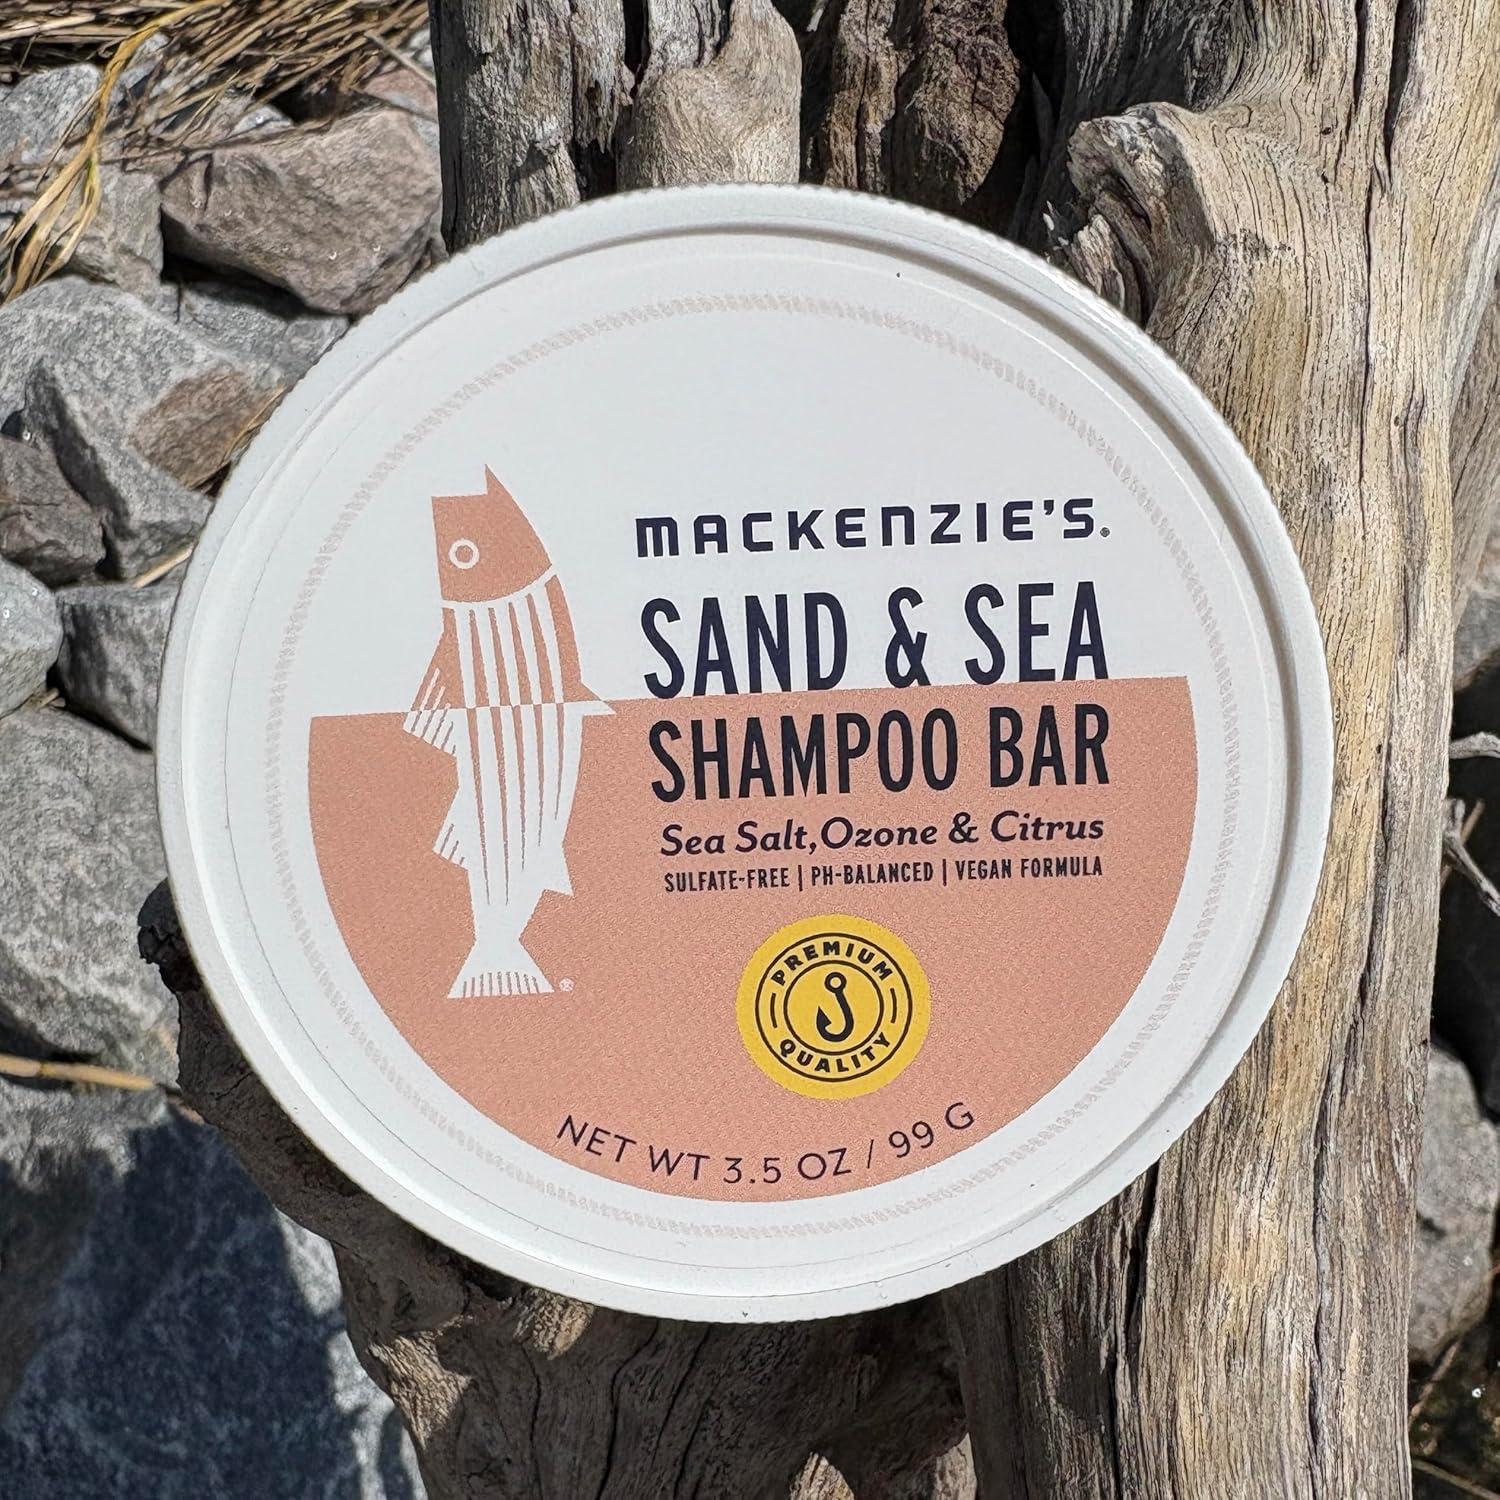 MACKENZIE'S®
SAND & SEA
SHAMPOO BAR
Sea Salt, Ozone & Citrus
SULFATE-FREE | PH-BALANCED | VEGAN FORMULA
®
PREMIUM
QUALITY
NET WT 3.5 OZ / 99 G